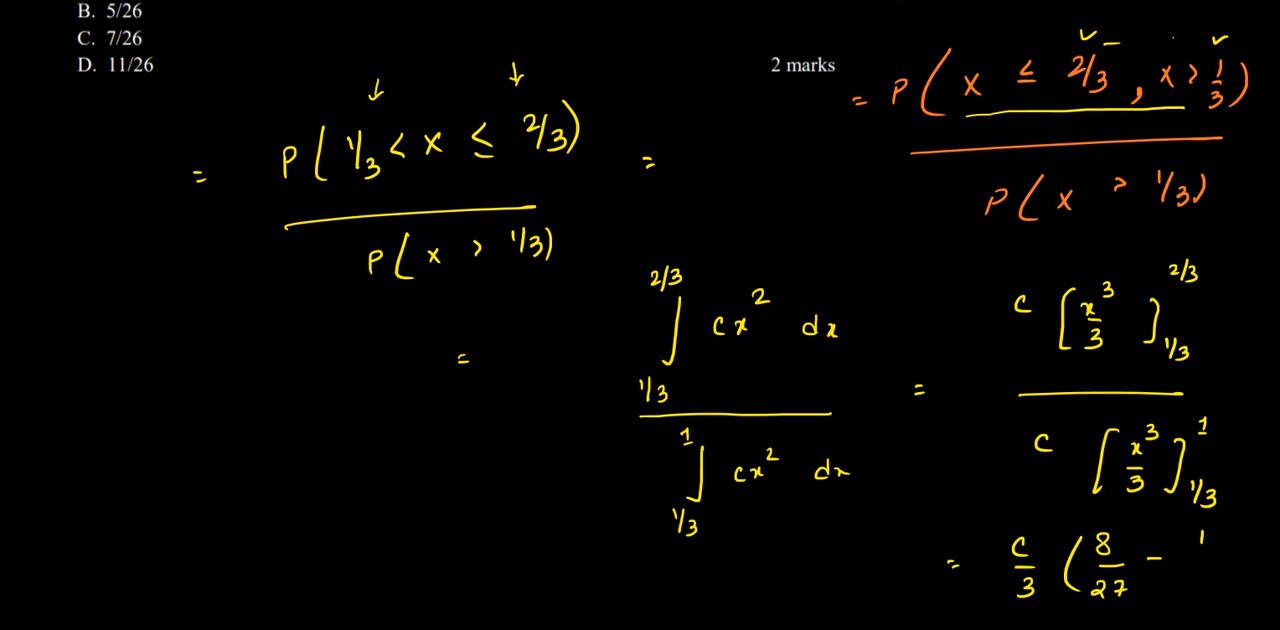 B. 5/26
C. 7/26
D. 11/26
2 marks
= P(x ≤ 2/3, x > 1/3) / P(x > 1/3)
= P(1/3 < x ≤ 2/3) / P(x > 1/3) =
= ∫_{1/3}^{2/3} cx² dx / ∫_{1/3}^{1} cx² dx = C [x³/3]_{1/3}^{2/3} / C [x³/3]_{1/3}^{1}
= C/3 (8/27 - 1